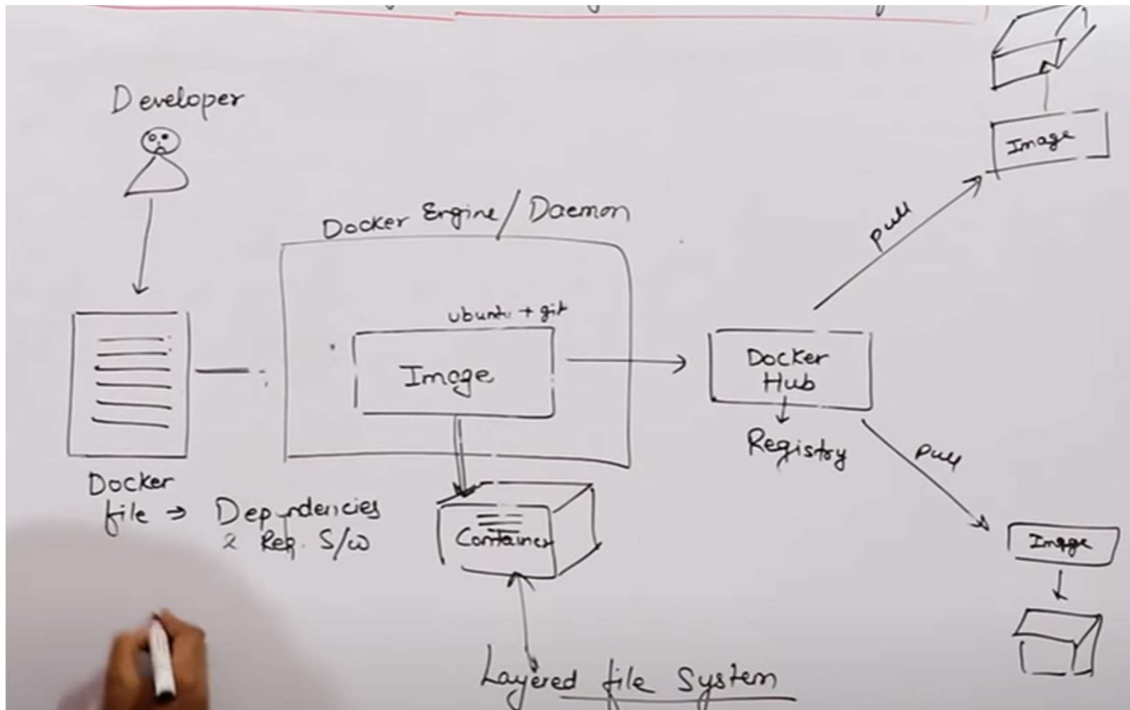 Developer
Docker Engine/Daemon
ubuntu + git
Image
Docker
file → Dependencies
& Req. S/W
Container
Layered file System
Docker
Hub
Registry
Pull
Image
Pull
Image